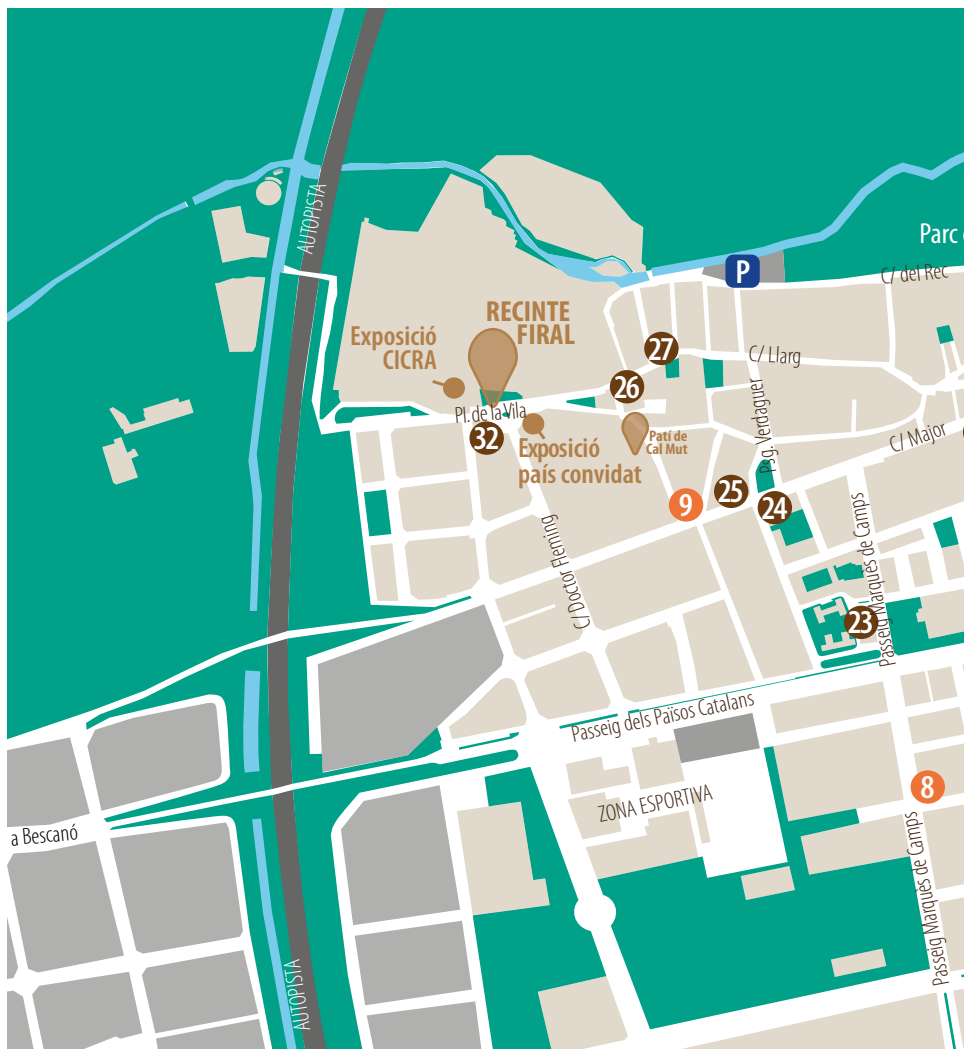 AUTOPISTA
Parc
P
C/ del Rec
RECINTE
FIRAL
Exposició
CICRA
27
C/ Llarg
26
Psg. Verdaguer
Pl. de la Vila
32
Exposició
país convidat
Patí de
Cal Mut
C/ Major
25
9
24
Passeig Marquès de Camps
C/ Doctor Fleming
23
Passeig dels Països Catalans
ZONA ESPORTIVA
8
a Bescanó
Passeig Marquès de Camps
AUTOPISTA